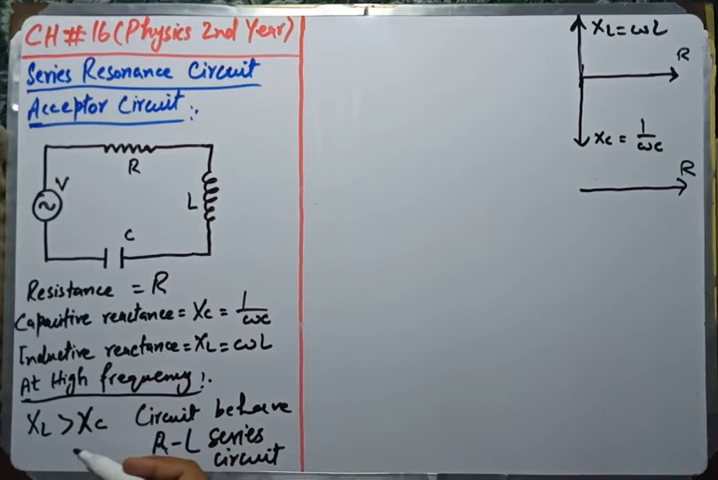 CH#16 (Physics 2nd Year)
Series Resonance Circuit
Acceptor Circuit:.
R
V
L
C
Resistance = R
Capacitive reactance = Xc = 1/ωc
Inductive reactance = XL = ωL
At High frequency:.
XL > Xc Circuit behave
R-L series
circuit
XL = ωL
R
Xc = 1/ωc
R